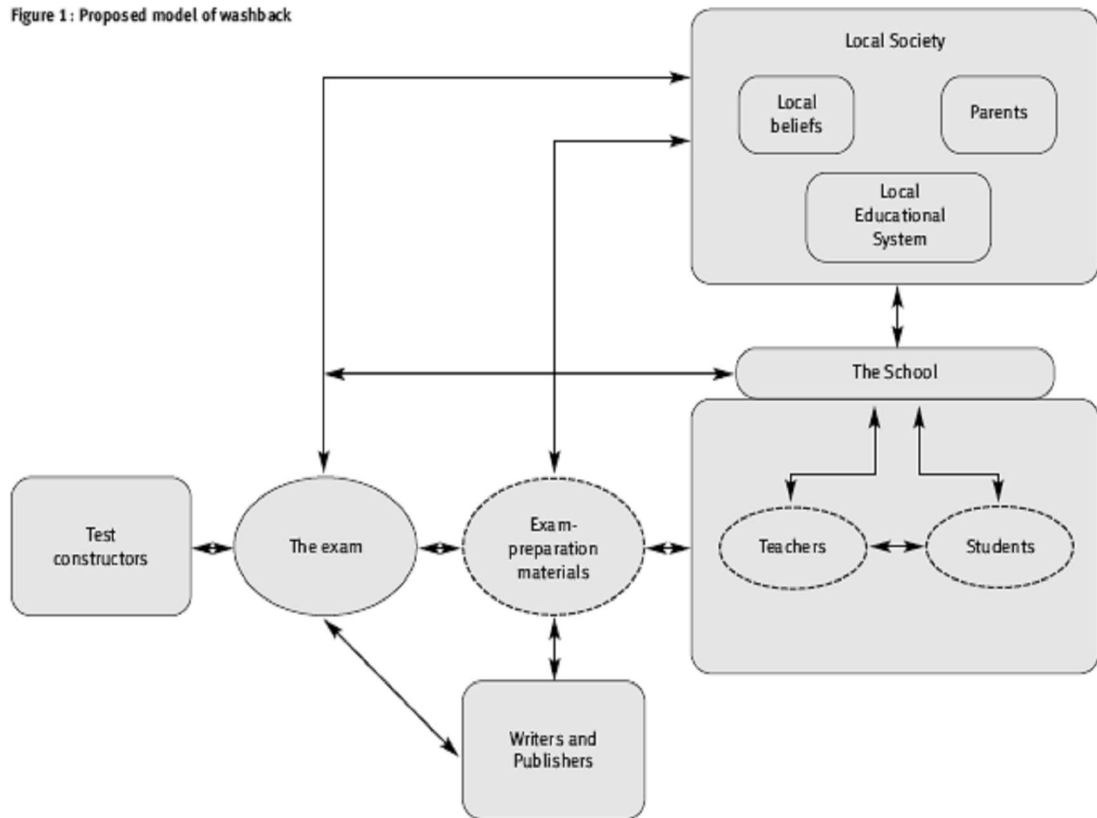 Figure 1: Proposed model of washback
Local Society
Local
beliefs
Parents
Local
Educational
System
The School
Test
constructors
The exam
Exam-
preparation
materials
Teachers
Students
Writers and
Publishers